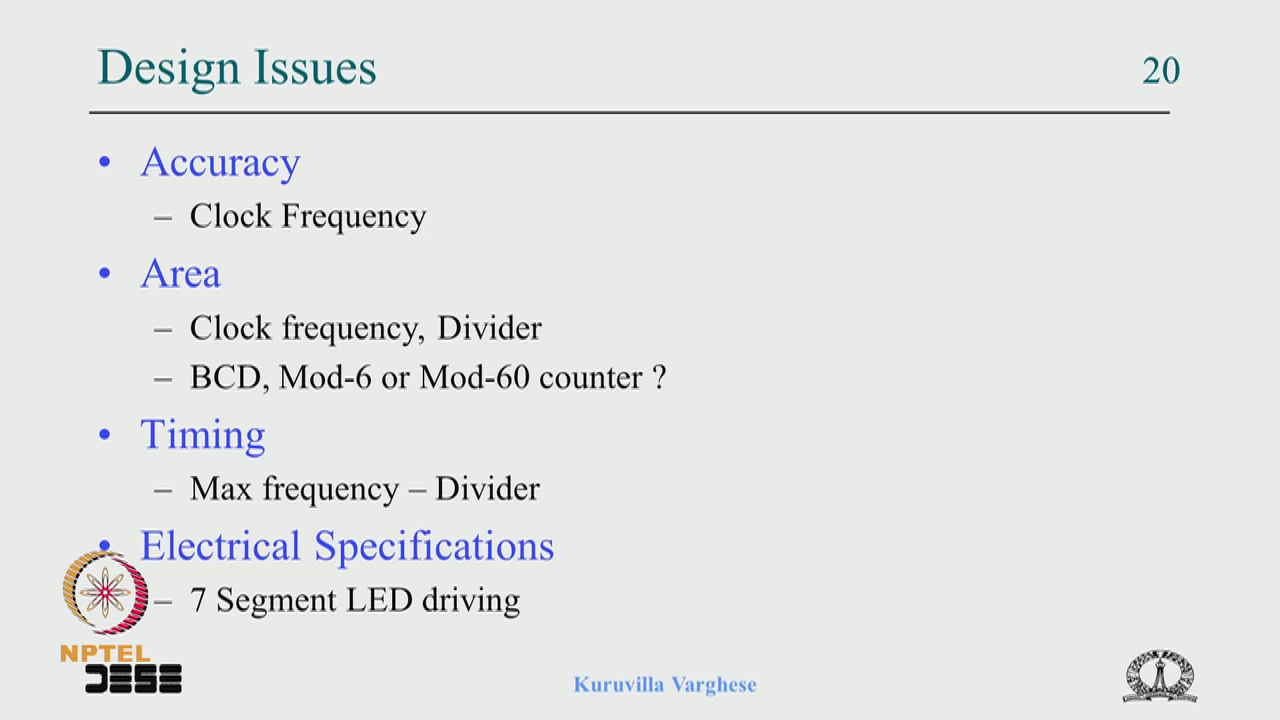 Design Issues 20
• Accuracy
– Clock Frequency
• Area
– Clock frequency, Divider
– BCD, Mod-6 or Mod-60 counter ?
• Timing
– Max frequency – Divider
• Electrical Specifications
– 7 Segment LED driving
NPTEL
DESE
Kuruvilla Varghese